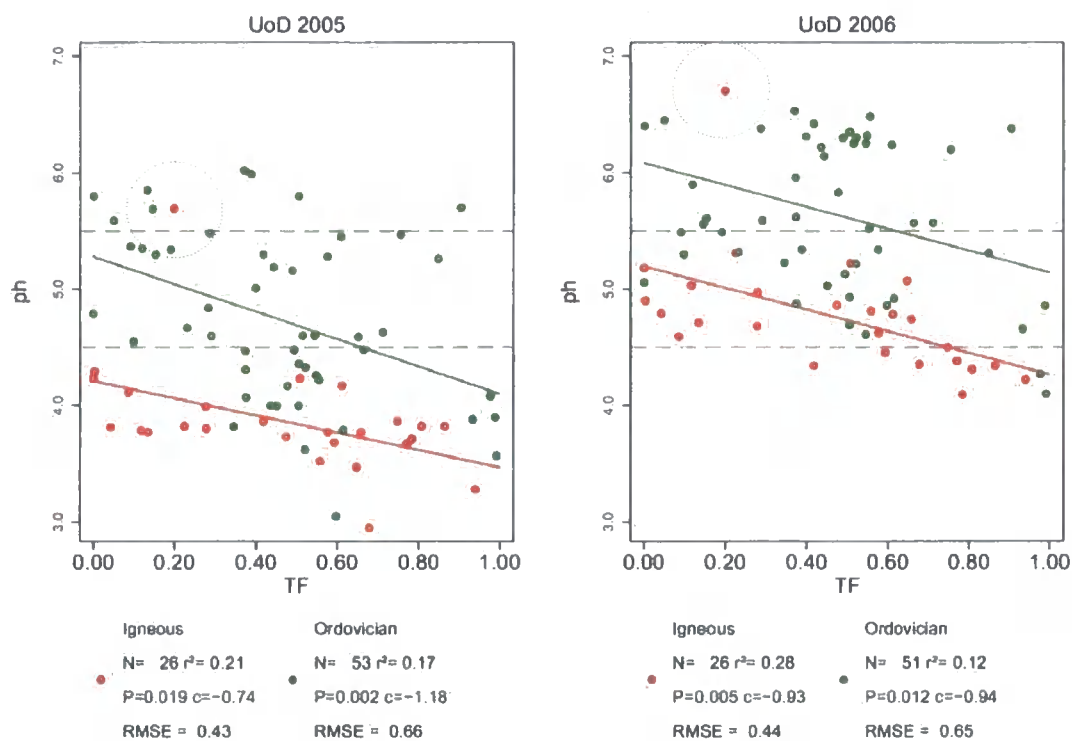 UoD 2005
7.0
6.0
5.0
4.0
3.0
ph
0.00 0.20 0.40 0.60 0.80 1.00
TF
Igneous Ordovician
N= 26 r²= 0.21 N= 53 r²= 0.17
P=0.019 c=−0.74 P=0.002 c=−1.18
RMSE = 0.43 RMSE = 0.66
UoD 2006
7.0
6.0
5.0
4.0
3.0
ph
0.00 0.20 0.40 0.60 0.80 1.00
TF
Igneous Ordovician
N= 26 r²= 0.28 N= 51 r²= 0.12
P=0.005 c=−0.93 P=0.012 c=−0.94
RMSE = 0.44 RMSE = 0.65